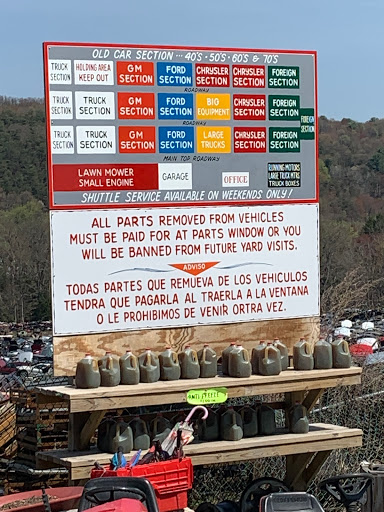 OLD CAR SECTION --- 40'S - 50'S - 60'S & 70'S
TRUCK SECTION
HOLDING AREA KEEP OUT
GM SECTION
FORD SECTION
CHRYSLER SECTION
FOREIGN SECTION
ROADWAY
TRUCK SECTION
TRUCK SECTION
GM SECTION
FORD SECTION
BIG EQUIPMENT
CHRYSLER SECTION
FOREIGN SECTION
FOREIGN SECTION
ROADWAY
TRUCK SECTION
TRUCK SECTION
GM SECTION
FORD SECTION
LARGE TRUCKS
CHRYSLER SECTION
FOREIGN SECTION
MAIN TOP ROADWAY
LAWN MOWER
SMALL ENGINE
GARAGE
OFFICE
RUNNING MOTORS
LARGE TRUCK MTRS
TRUCK BOXES
SHUTTLE SERVICE AVAILABLE ON WEEKENDS ONLY!
ALL PARTS REMOVED FROM VEHICLES
MUST BE PAID FOR AT PARTS WINDOW OR YOU
WILL BE BANNED FROM FUTURE YARD VISITS.
ADVISO
TODAS PARTES QUE REMUEVA DE LOS VEHICULOS
TENDRA QUE PAGARLA AL TRAERLA A LA VENTANA
O LE PROHIBIMOS DE VENIR ORTRA VEZ.
ANTI-FREEZE